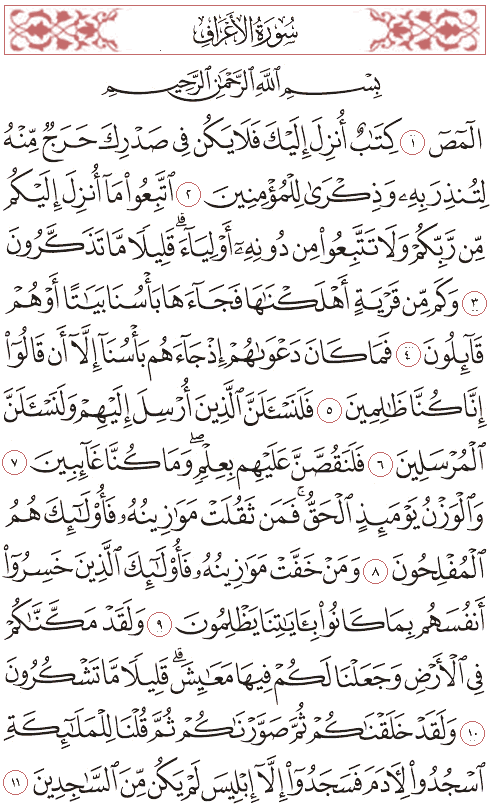 سُورَةُ الأَعْرَافِ
بِسْمِ ٱللَّهِ ٱلرَّحْمَٰنِ ٱلرَّحِيمِ
الٓمٓصٓ ١ كِتَٰبٌ أُنزِلَ إِلَيْكَ فَلَا يَكُن فِى صَدْرِكَ حَرَجٌ مِّنْهُ
لِتُنذِرَ بِهِۦ وَذِكْرَىٰ لِلْمُؤْمِنِينَ ٢ ٱتَّبِعُوا۟ مَآ أُنزِلَ إِلَيْكُم
مِّن رَّبِّكُمْ وَلَا تَتَّبِعُوا۟ مِن دُونِهِۦٓ أَوْلِيَآءَ ۗ قَلِيلًا مَّا تَذَكَّرُونَ
٣ وَكَم مِّن قَرْيَةٍ أَهْلَكْنَٰهَا فَجَآءَهَا بَأْسُنَا بَيَٰتًا أَوْ هُمْ
قَآئِلُونَ ٤ فَمَا كَانَ دَعْوَىٰهُمْ إِذْ جَآءَهُم بَأْسُنَآ إِلَّآ أَن قَالُوٓا۟
إِنَّا كُنَّا ظَٰلِمِينَ ٥ فَلَنَسْـَٔلَنَّ ٱلَّذِينَ أُرْسِلَ إِلَيْهِمْ وَلَنَسْـَٔلَنَّ
ٱلْمُرْسَلِينَ ٦ فَلَنَقُصَّنَّ عَلَيْهِم بِعِلْمٍ ۖ وَمَا كُنَّا غَآئِبِينَ ٧
وَٱلْوَزْنُ يَوْمَئِذٍ ٱلْحَقُّ ۚ فَمَن ثَقُلَتْ مَوَٰزِينُهُۥ فَأُو۟لَٰٓئِكَ هُمُ
ٱلْمُفْلِحُونَ ٨ وَمَنْ خَفَّتْ مَوَٰزِينُهُۥ فَأُو۟لَٰٓئِكَ ٱلَّذِينَ خَسِرُوٓا۟
أَنفُسَهُم بِمَا كَانُوا۟ بِـَٔايَٰتِنَا يَظْلِمُونَ ٩ وَلَقَدْ مَكَّنَّٰكُمْ
فِى ٱلْأَرْضِ وَجَعَلْنَا لَكُمْ فِيهَا مَعَٰيِشَ ۗ قَلِيلًا مَّا تَشْكُرُونَ
١٠ وَلَقَدْ خَلَقْنَٰكُمْ ثُمَّ صَوَّرْنَٰكُمْ ثُمَّ قُلْنَا لِلْمَلَٰٓئِكَةِ
ٱسْجُدُوا۟ لِءَادَمَ فَسَجَدُوٓا۟ إِلَّآ إِبْلِيسَ لَمْ يَكُن مِّنَ ٱلسَّٰجِدِينَ ١١